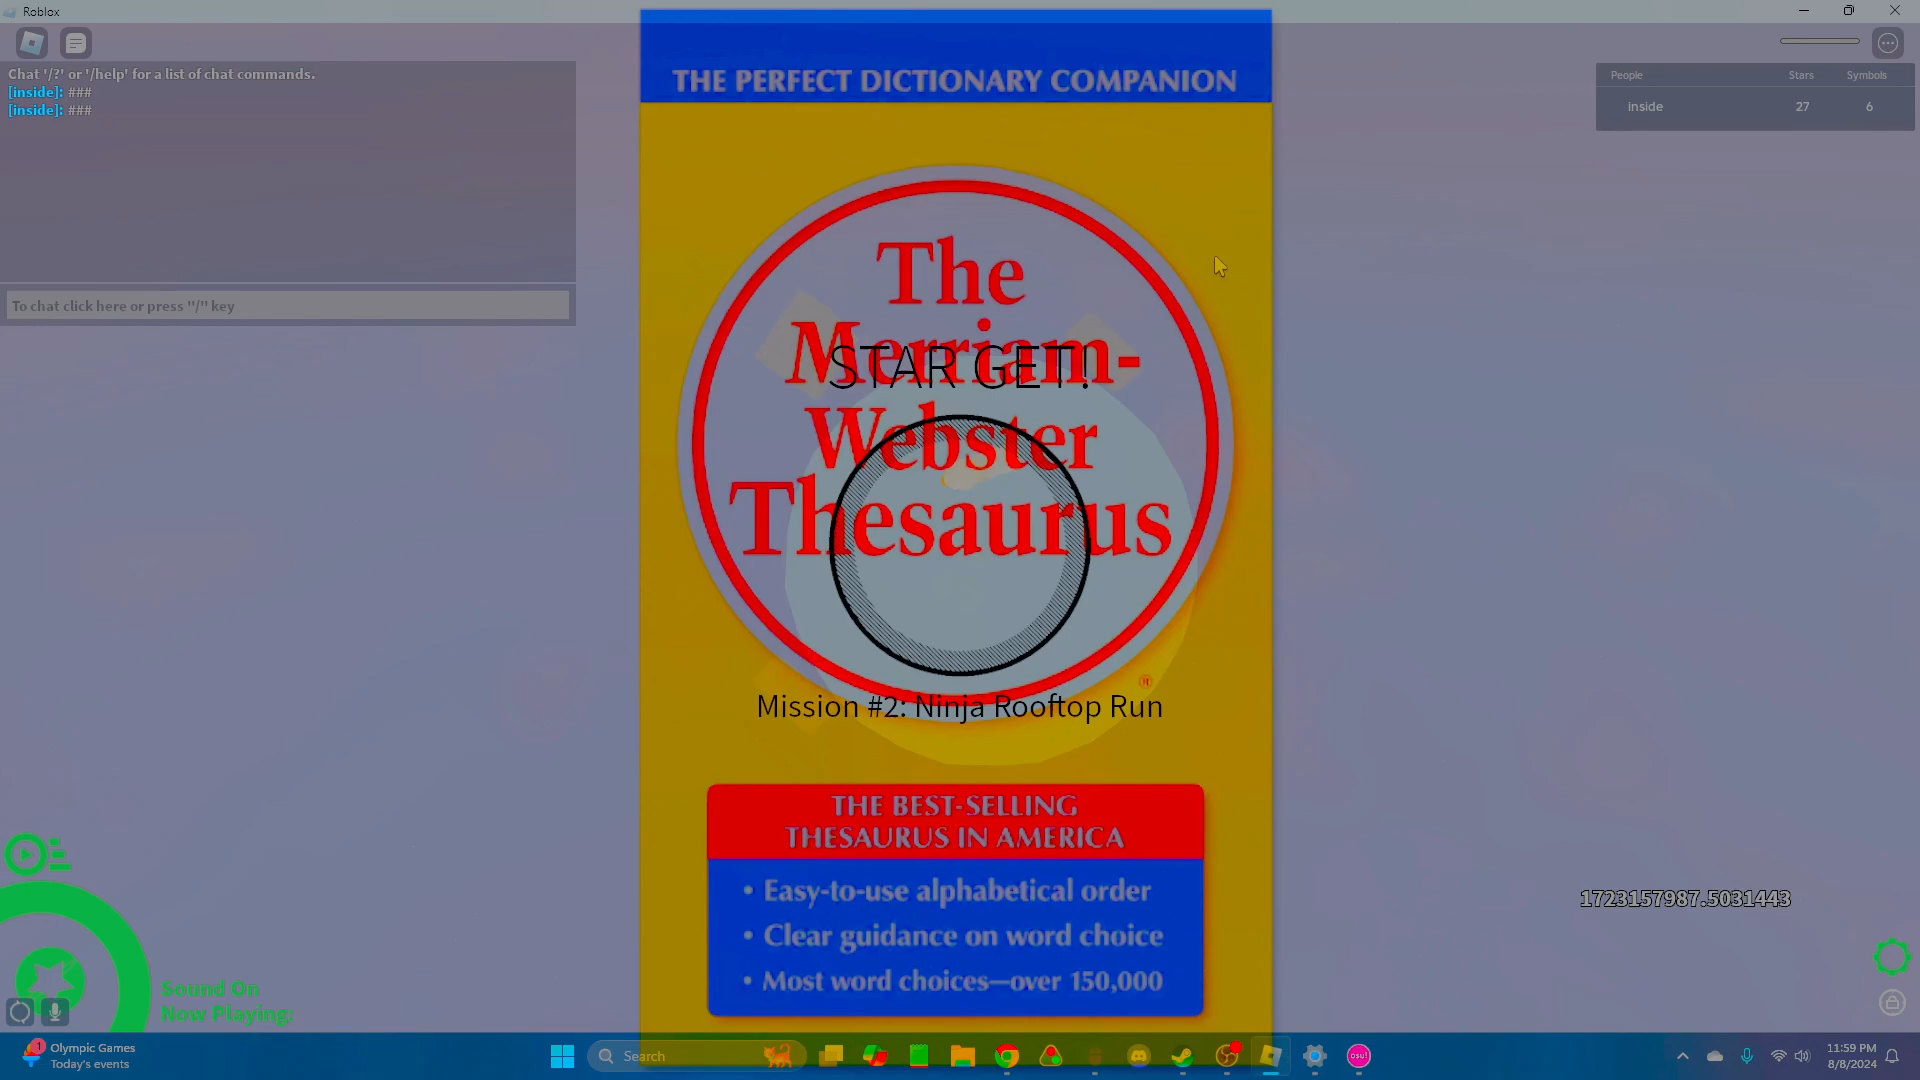 Roblox
Chat '/?' or '/help' for a list of chat commands.
[inside]: ###
[inside]: ###
To chat click here or press "/" key
THE PERFECT DICTIONARY COMPANION
People Stars Symbols
inside 27 6
The
Merriam-
Webster
Thesaurus
STAR GET!
®
Mission #2: Ninja Rooftop Run
THE BEST-SELLING
THESAURUS IN AMERICA
• Easy-to-use alphabetical order
• Clear guidance on word choice
• Most word choices—over 150,000
1723157987.5031443
Sound On
Now Playing:
1
Olympic Games
Today's events
Search
osu!
11:59 PM
8/8/2024